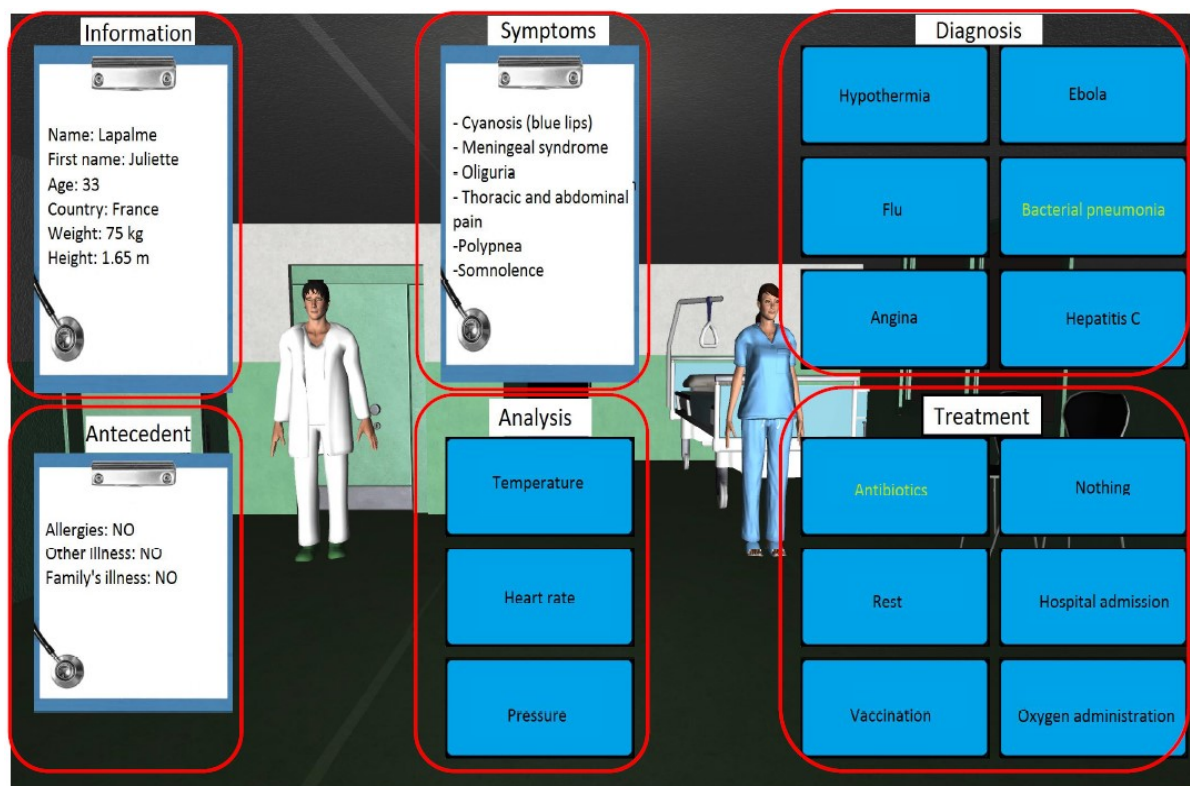 Information
Name: Lapalme
First name: Juliette
Age: 33
Country: France
Weight: 75 kg
Height: 1.65 m
Antecedent
Allergies: NO
Other Illness: NO
Family's illness: NO
Symptoms
- Cyanosis (blue lips)
- Meningeal syndrome
- Oliguria
- Thoracic and abdominal
pain
-Polypnea
-Somnolence
Analysis
Temperature
Heart rate
Pressure
Diagnosis
Hypothermia
Ebola
Flu
Bacterial pneumonia
Angina
Hepatitis C
Treatment
Antibiotics
Nothing
Rest
Hospital admission
Vaccination
Oxygen administration